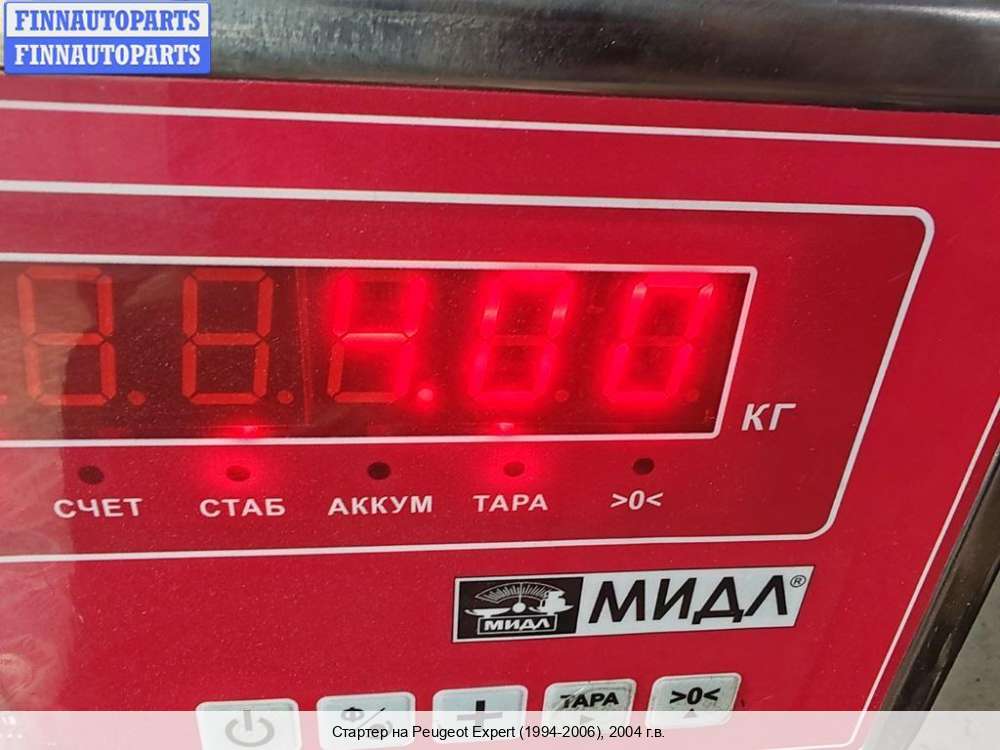 FINNAUTOPARTS
FINNAUTOPARTS
4.00
КГ
СЧЕТ СТАБ АККУМ ТАРА >0<
МИДЛ МИДЛ®
ТАРА >0<
Стартер на Peugeot Expert (1994-2006), 2004 г.в.